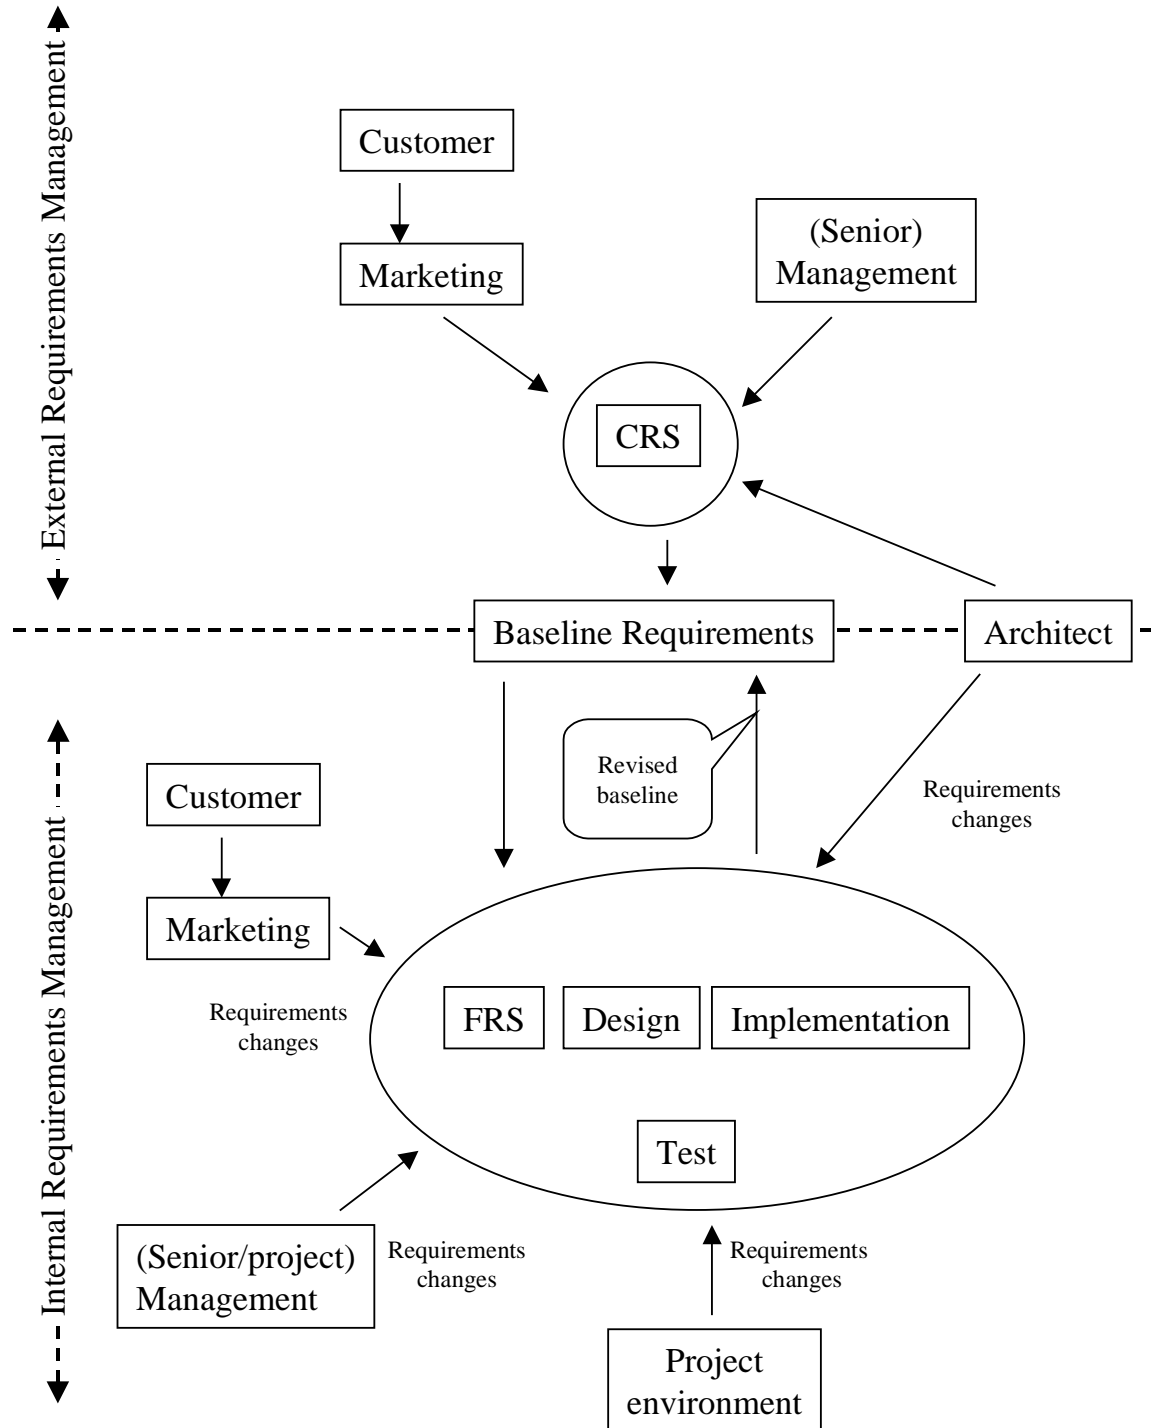 External Requirements Management
Customer
Marketing
(Senior)
Management
CRS
Baseline Requirements
Architect
Internal Requirements Management
Revised
baseline
Requirements
changes
Customer
Marketing
Requirements
changes
FRS
Design
Implementation
Test
(Senior/project)
Management
Requirements
changes
Requirements
changes
Project
environment